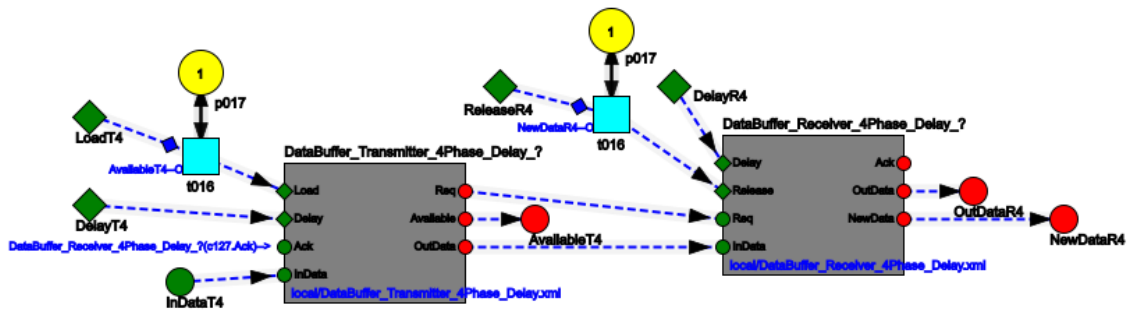 1
p017
LoadT4
AvailableT4--O
t016
DelayT4
DataBuffer_Receiver_4Phase_Delay_?(c127.Ack)-->
InDataT4
DataBuffer_Transmitter_4Phase_Delay_?
Load
Delay
Ack
InData
Req
Available
OutData
local/DataBuffer_Transmitter_4Phase_Delay.xml
AvailableT4
1
p017
ReleaseR4
NewDataR4--O
t016
DelayR4
DataBuffer_Receiver_4Phase_Delay_?
Delay
Release
Req
InData
Ack
OutData
NewData
local/DataBuffer_Receiver_4Phase_Delay.xml
OutDataR4
NewDataR4